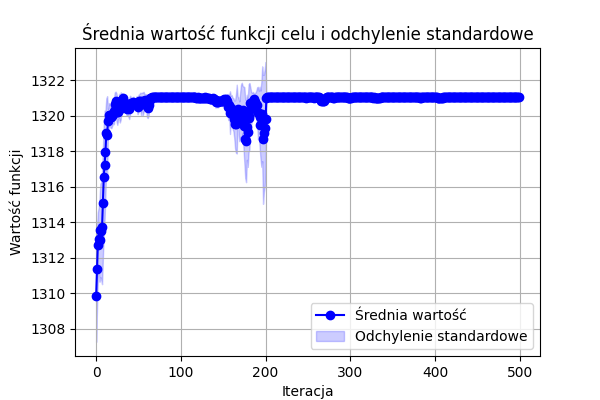 Średnia wartość funkcji celu i odchylenie standardowe
Wartość funkcji
1322
1320
1318
1316
1314
1312
1310
1308
0
100
200
300
400
500
Iteracja
Średnia wartość
Odchylenie standardowe